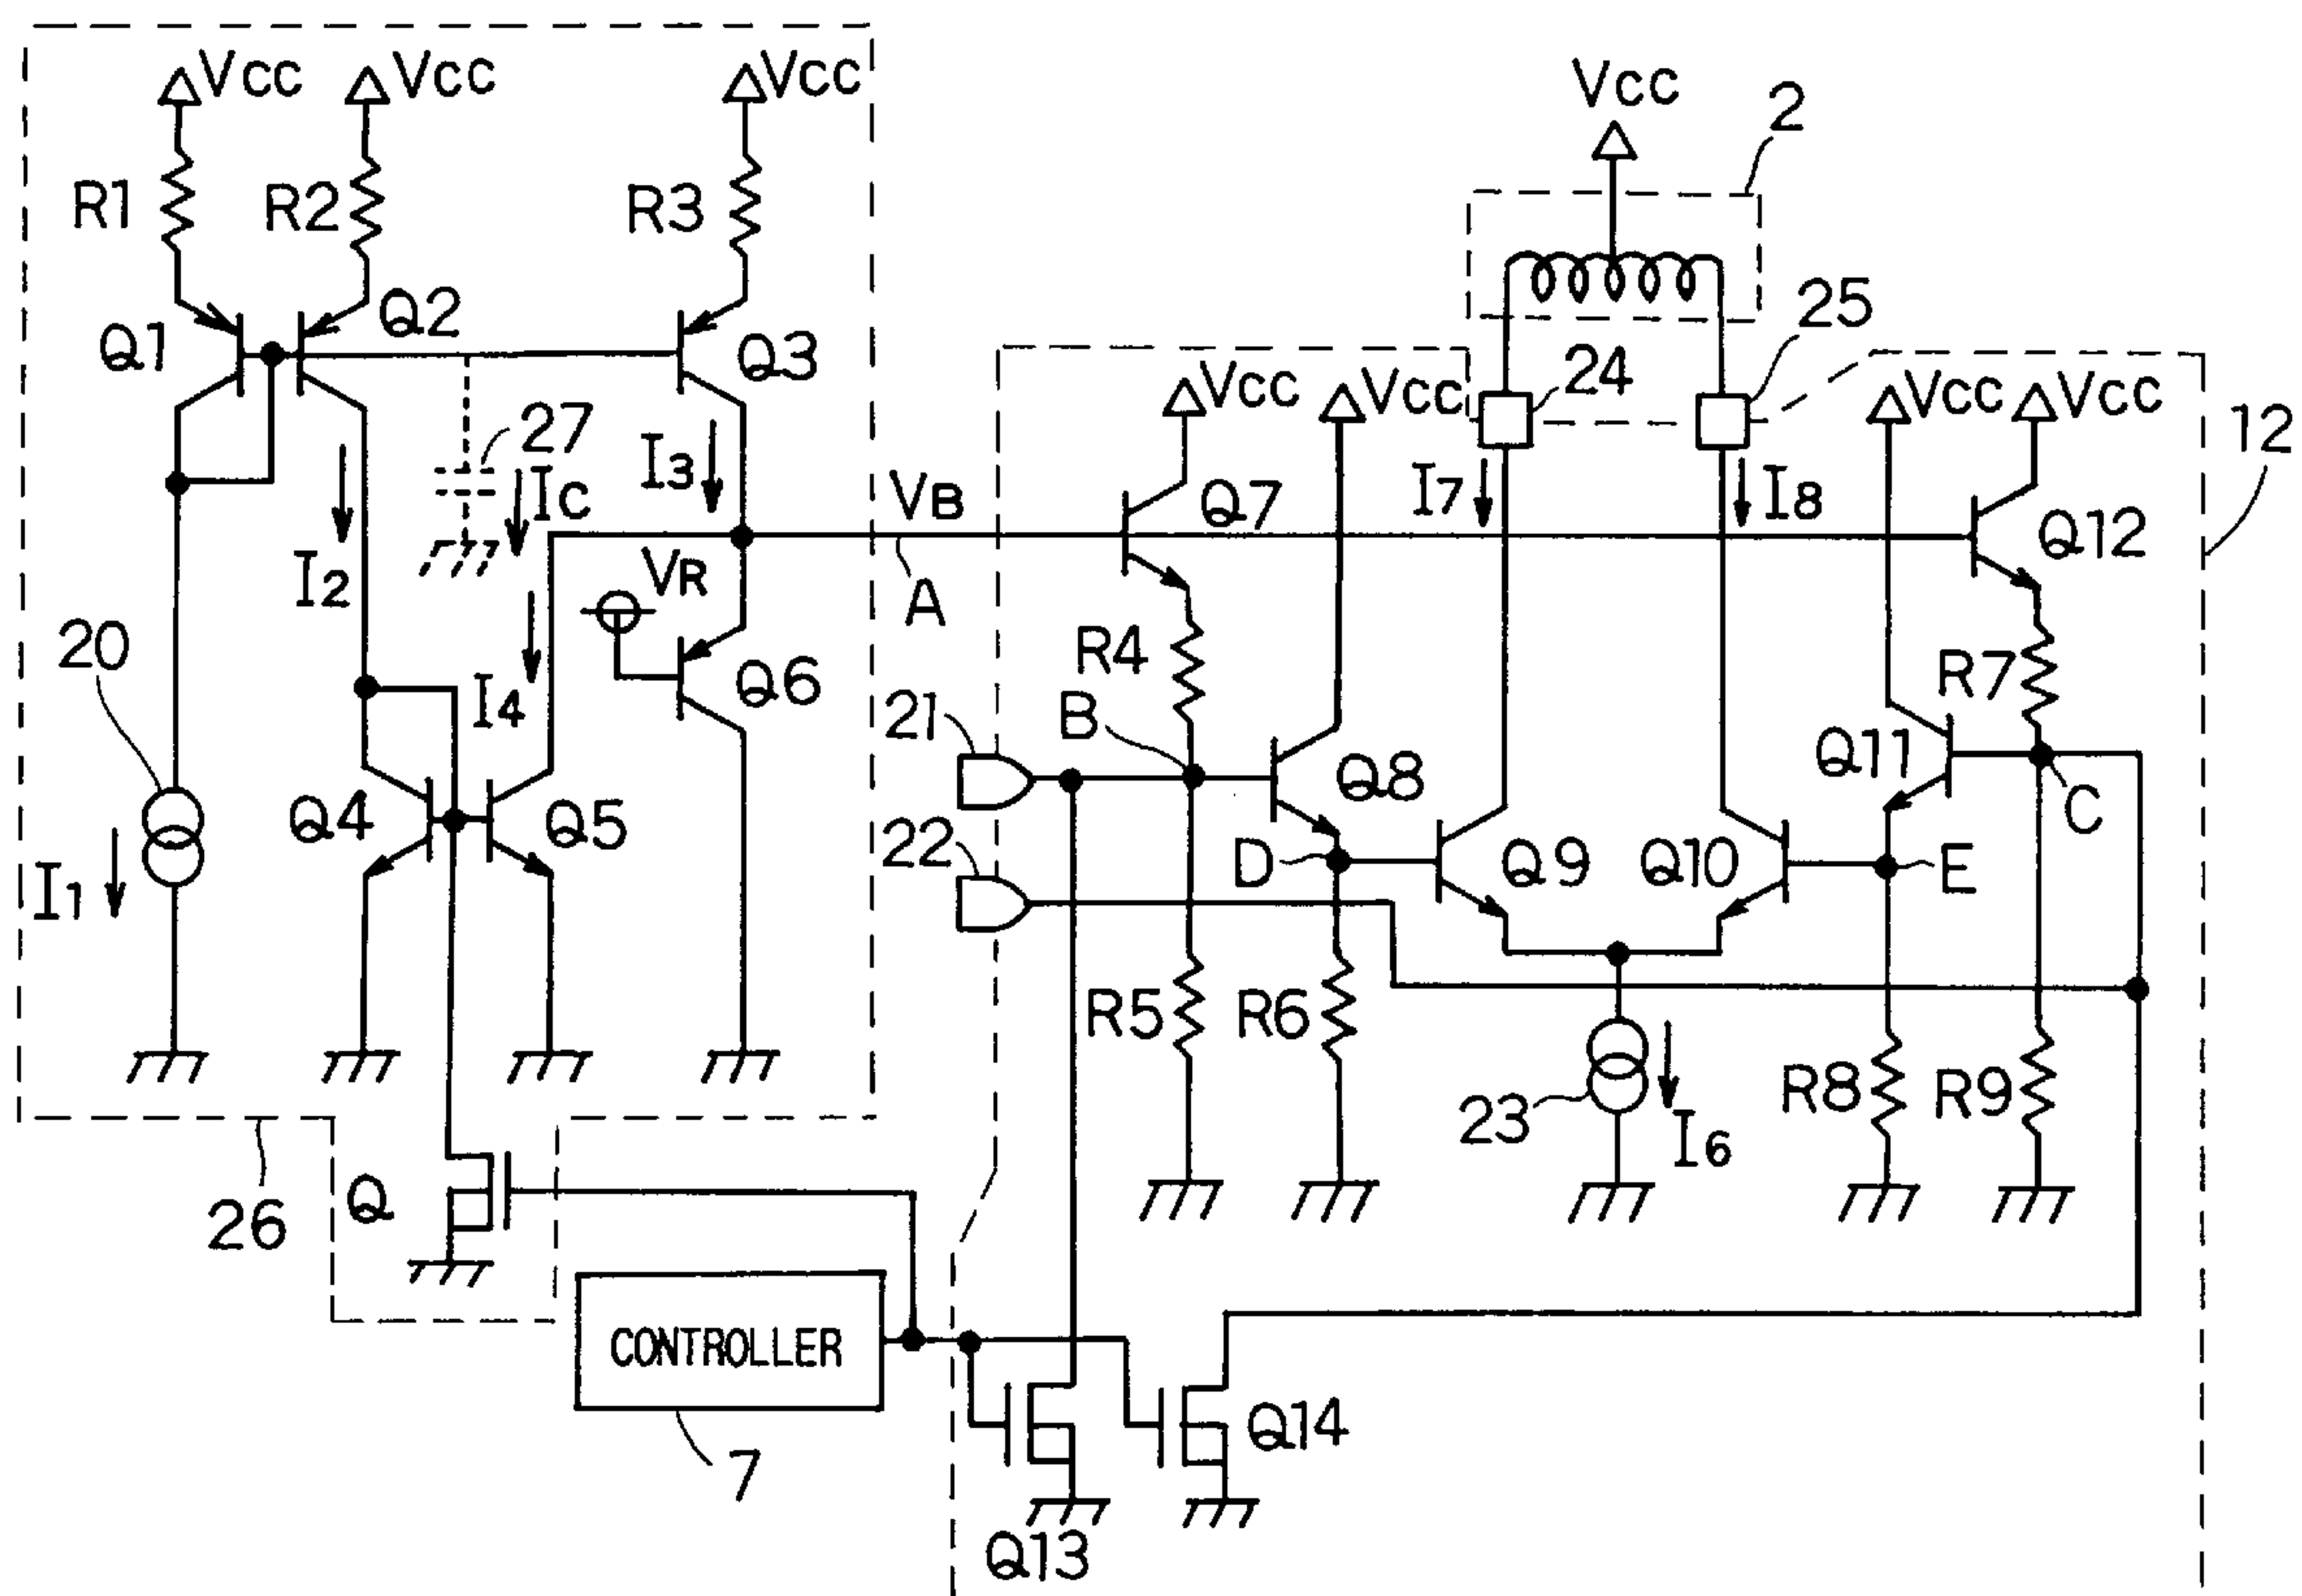 Vcc
Vcc
Vcc
R1
R2
R3
Q1
Q2
Q3
27
Ic
I3
I2
VB
A
VR
20
I4
Q6
Q4
Q5
I1
26
Q
CONTROLLER
7
Vcc
2
25
24
Vcc
Vcc
Vcc
Vcc
12
Q7
I7
I8
Q12
R4
R7
21
B
Q8
Q11
C
22
D
Q9
Q10
E
R5
R6
R8
R9
23
I6
Q13
Q14